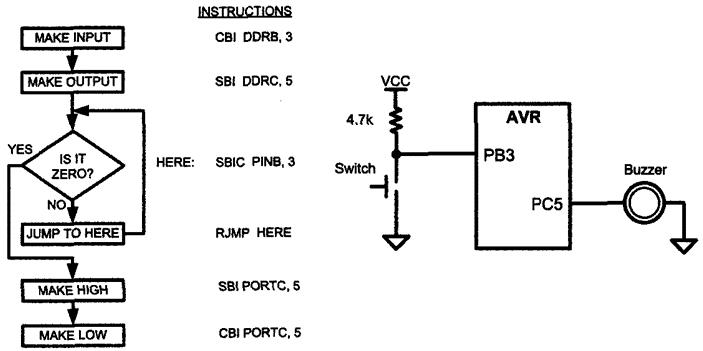 INSTRUCTIONS
MAKE INPUT
CBI DDRB, 3
MAKE OUTPUT
SBI DDRC, 5
YES
IS IT
ZERO?
HERE: SBIC PINB, 3
NO
JUMP TO HERE
RJMP HERE
MAKE HIGH
SBI PORTC, 5
MAKE LOW
CBI PORTC, 5
VCC
4.7k
Switch
AVR
PB3
PC5
Buzzer